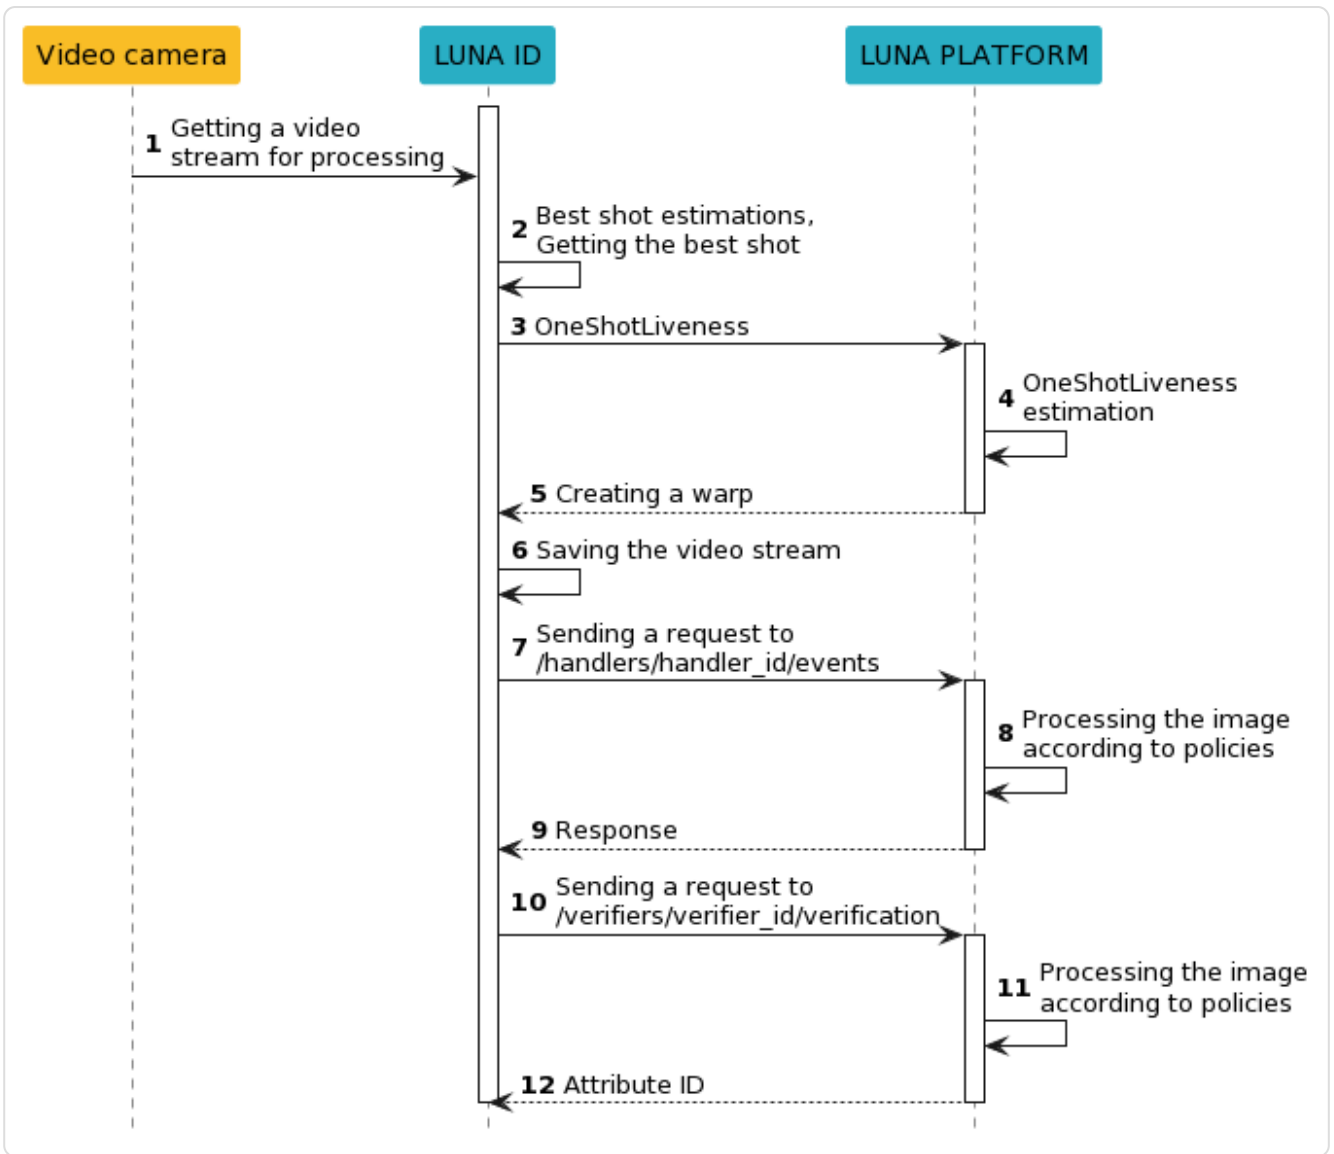 Video camera
LUNA ID
LUNA PLATFORM
1 Getting a video
stream for processing
2 Best shot estimations,
Getting the best shot
3 OneShotLiveness
4 OneShotLiveness
estimation
5 Creating a warp
6 Saving the video stream
7 Sending a request to
/handlers/handler_id/events
8 Processing the image
according to policies
9 Response
10 Sending a request to
/verifiers/verifier_id/verification
11 Processing the image
according to policies
12 Attribute ID